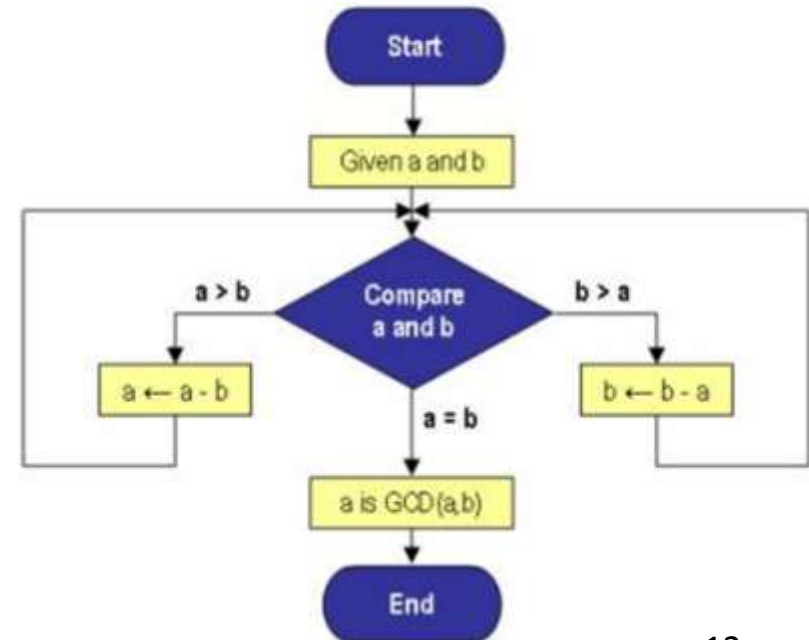 Start
Given a and b
a > b
Compare
a and b
b > a
a ← a - b
b ← b - a
a = b
a is GCD(a,b)
End